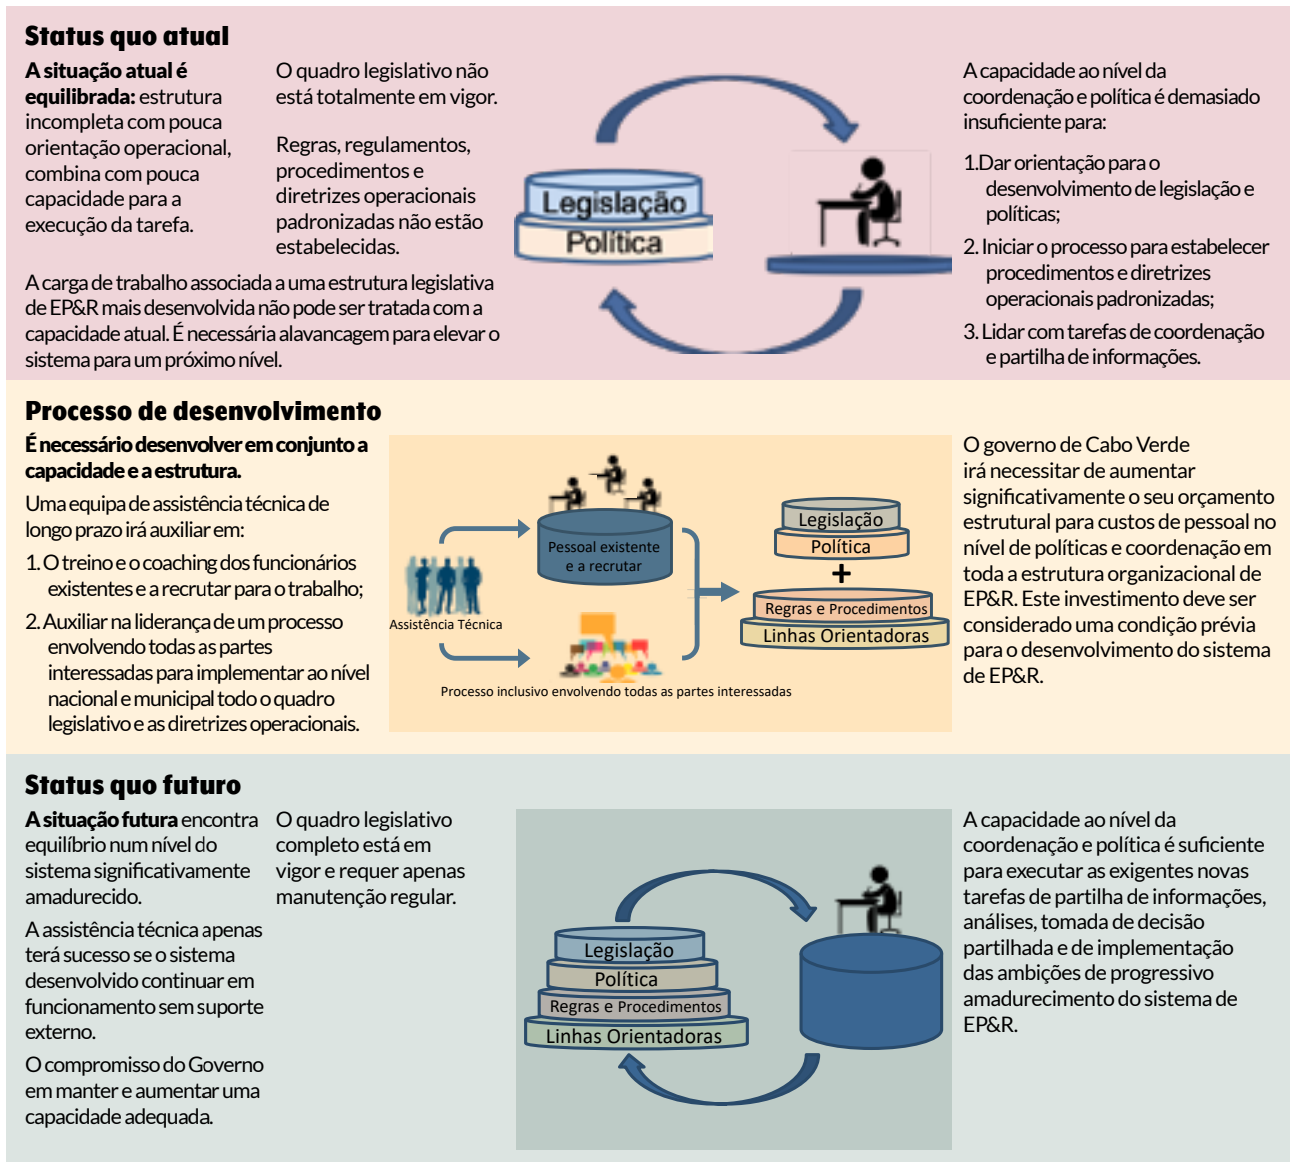 Status quo atual
A situação atual é
equilibrada: estrutura
incompleta com pouca
orientação operacional,
combina com pouca
capacidade para a
execução da tarefa.
O quadro legislativo não
está totalmente em vigor.
Regras, regulamentos,
procedimentos e
diretrizes operacionais
padronizadas não estão
estabelecidas.
A carga de trabalho associada a uma estrutura legislativa
de EP&R mais desenvolvida não pode ser tratada com a
capacidade atual. É necessária alavancagem para elevar o
sistema para um próximo nível.
Legislação
Política
A capacidade ao nível da
coordenação e política é demasiado
insuficiente para:
1.Dar orientação para o
desenvolvimento de legislação e
políticas;
2. Iniciar o processo para estabelecer
procedimentos e diretrizes
operacionais padronizadas;
3. Lidar com tarefas de coordenação
e partilha de informações.
Processo de desenvolvimento
É necessário desenvolver em conjunto a
capacidade e a estrutura.
Uma equipa de assistência técnica de
longo prazo irá auxiliar em:
1. O treino e o coaching dos funcionários
existentes e a recrutar para o trabalho;
2. Auxiliar na liderança de um processo
envolvendo todas as partes
interessadas para implementar ao nível
nacional e municipal todo o quadro
legislativo e as diretrizes operacionais.
Assistência Técnica
Pessoal existente
e a recrutar
Processo inclusivo envolvendo todas as partes interessadas
Legislação
Política
+
Regras e Procedimentos
Linhas Orientadoras
O governo de Cabo Verde
irá necessitar de aumentar
significativamente o seu orçamento
estrutural para custos de pessoal no
nível de políticas e coordenação em
toda a estrutura organizacional de
EP&R. Este investimento deve ser
considerado uma condição prévia
para o desenvolvimento do sistema
de EP&R.
Status quo futuro
A situação futura encontra
equilíbrio num nível do
sistema significativamente
amadurecido.
A assistência técnica apenas
terá sucesso se o sistema
desenvolvido continuar em
funcionamento sem suporte
externo.
O compromisso do Governo
em manter e aumentar uma
capacidade adequada.
O quadro legislativo
completo está em
vigor e requer apenas
manutenção regular.
Legislação
Política
Regras e Procedimentos
Linhas Orientadoras
A capacidade ao nível da
coordenação e política é suficiente
para executar as exigentes novas
tarefas de partilha de informações,
análises, tomada de decisão
partilhada e de implementação
das ambições de progressivo
amadurecimento do sistema de
EP&R.